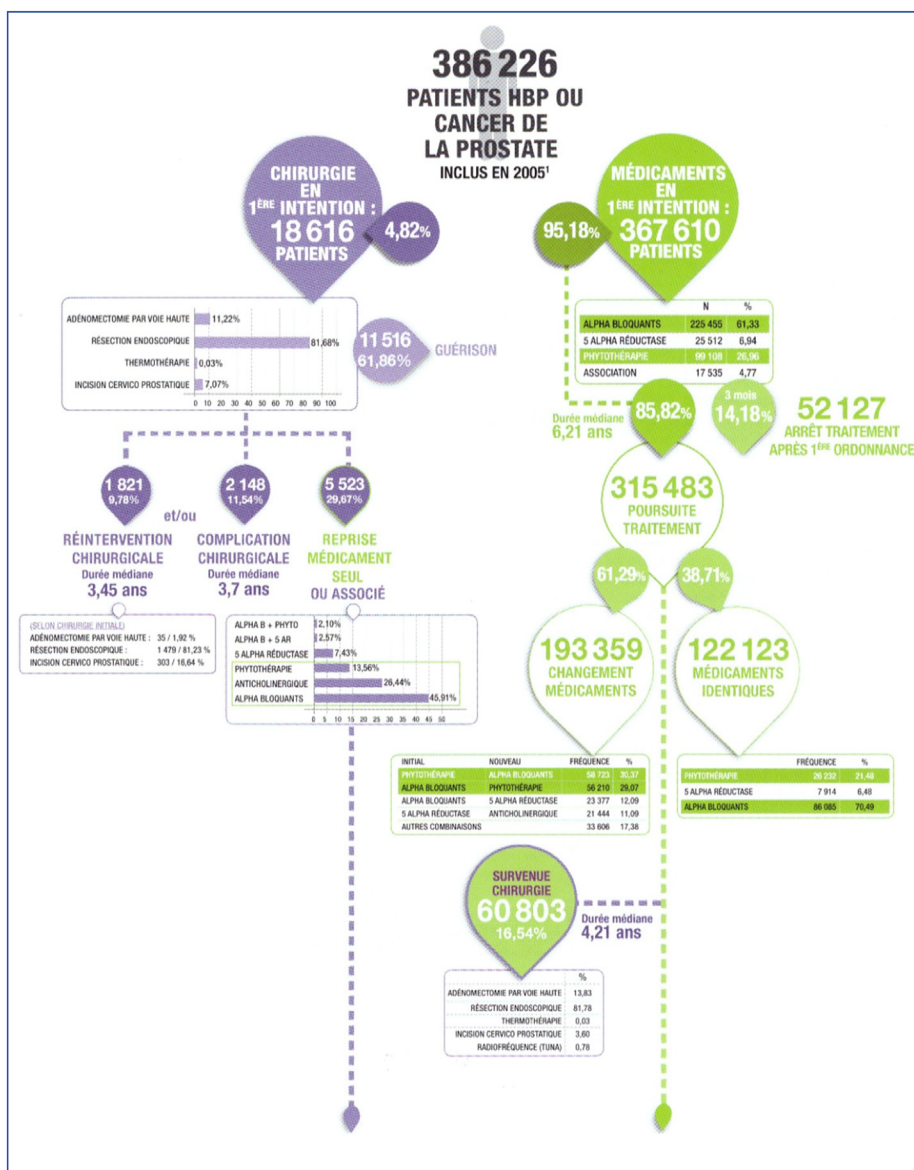 386 226
PATIENTS HBP OU
CANCER DE
LA PROSTATE
INCLUS EN 2005¹
CHIRURGIE
EN
1ÈRE INTENTION :
18 616
PATIENTS
4,82%
ADÉNOMECTOMIE PAR VOIE HAUTE 11,22%
RÉSECTION ENDOSCOPIQUE 81,68%
THERMOTHÉRAPIE 0,03%
INCISION CERVICO PROSTATIQUE 7,07%
0 10 20 30 40 50 60 70 80 90 100
11 516
61,86%
GUÉRISON
1 821
9,78%
et/ou
RÉINTERVENTION
CHIRURGICALE
Durée médiane
3,45 ans
2 148
11,54%
COMPLICATION
CHIRURGICALE
Durée médiane
3,7 ans
5 523
29,67%
REPRISE
MÉDICAMENT
SEUL
OU ASSOCIÉ
(SELON CHIRURGIE INITIALE)
ADÉNOMECTOMIE PAR VOIE HAUTE : 35 / 1,92 %
RÉSECTION ENDOSCOPIQUE : 1 479 / 81,23 %
INCISION CERVICO PROSTATIQUE : 303 / 16,64 %
ALPHA B + PHYTO 2,10%
ALPHA B + 5 AR 2,57%
5 ALPHA RÉDUCTASE 7,43%
PHYTOTHÉRAPIE 13,56%
ANTICHOLINERGIQUE 26,44%
ALPHA BLOQUANTS 45,91%
0 5 10 15 20 25 30 35 40 45 50
MÉDICAMENTS
EN
1ÈRE INTENTION :
367 610
PATIENTS
95,18%
N %
ALPHA BLOQUANTS 225 455 61,33
5 ALPHA RÉDUCTASE 25 512 6,94
PHYTOTHÉRAPIE 99 108 26,96
ASSOCIATION 17 535 4,77
Durée médiane
6,21 ans
85,82%
3 mois
14,18%
52 127
ARRÊT TRAITEMENT
APRÈS 1ÈRE ORDONNANCE
315 483
POURSUITE
TRAITEMENT
61,29%
38,71%
193 359
CHANGEMENT
MÉDICAMENTS
122 123
MÉDICAMENTS
IDENTIQUES
INITIAL NOUVEAU FRÉQUENCE %
PHYTOTHÉRAPIE ALPHA BLOQUANTS 58 723 30,37
ALPHA BLOQUANTS PHYTOTHÉRAPIE 56 210 29,07
ALPHA BLOQUANTS 5 ALPHA RÉDUCTASE 23 377 12,09
5 ALPHA RÉDUCTASE ANTICHOLINERGIQUE 21 444 11,09
AUTRES COMBINAISONS 33 606 17,38
FRÉQUENCE %
PHYTOTHÉRAPIE 26 232 21,48
5 ALPHA RÉDUCTASE 7 914 6,48
ALPHA BLOQUANTS 86 085 70,49
SURVENUE
CHIRURGIE
60 803
16,54%
Durée médiane
4,21 ans
%
ADÉNOMECTOMIE PAR VOIE HAUTE 13,83
RÉSECTION ENDOSCOPIQUE 81,78
THERMOTHÉRAPIE 0,03
INCISION CERVICO PROSTATIQUE 3,60
RADIOFRÉQUENCE (TUNA) 0,78